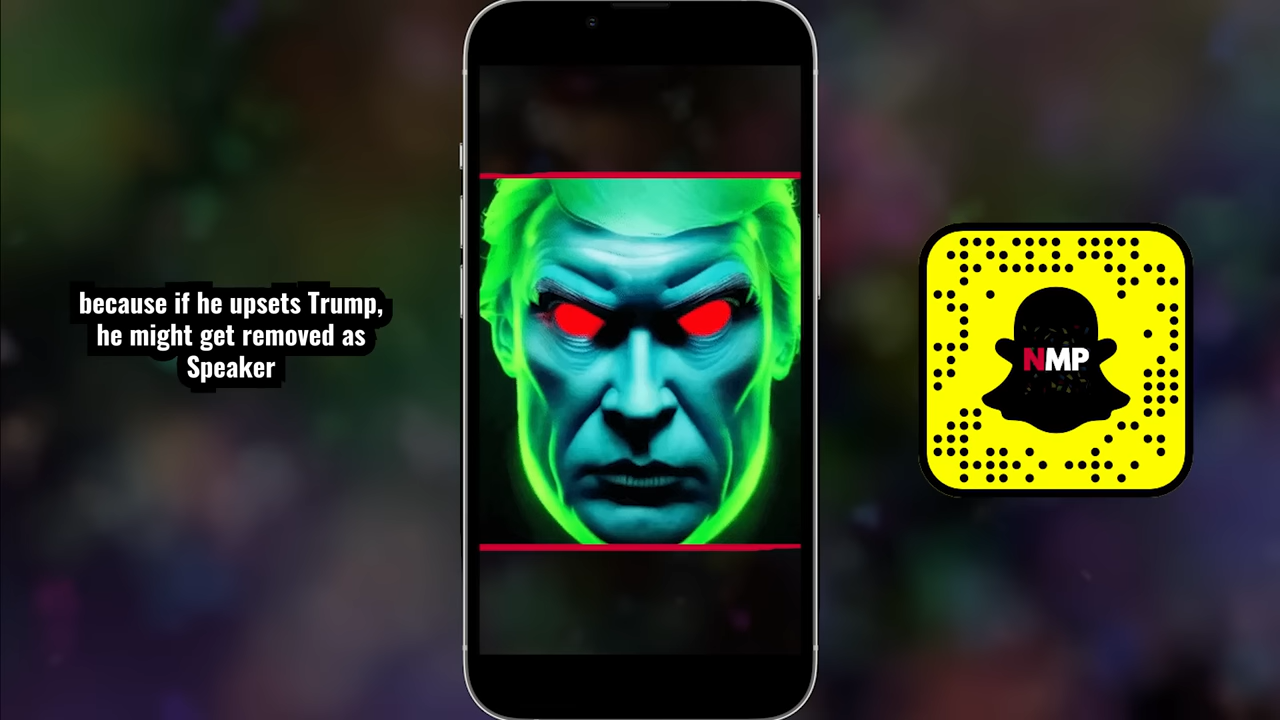 because if he upsets Trump,
he might get removed as
Speaker
NMP